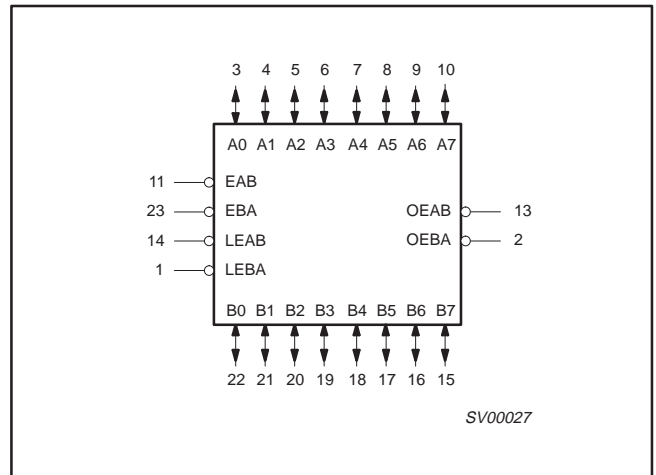 3 4 5 6 7 8 9 10
A0 A1 A2 A3 A4 A5 A6 A7
11 EAB
23 EBA OEAB 13
14 LEAB OEBA 2
1 LEBA
B0 B1 B2 B3 B4 B5 B6 B7
22 21 20 19 18 17 16 15
SV00027